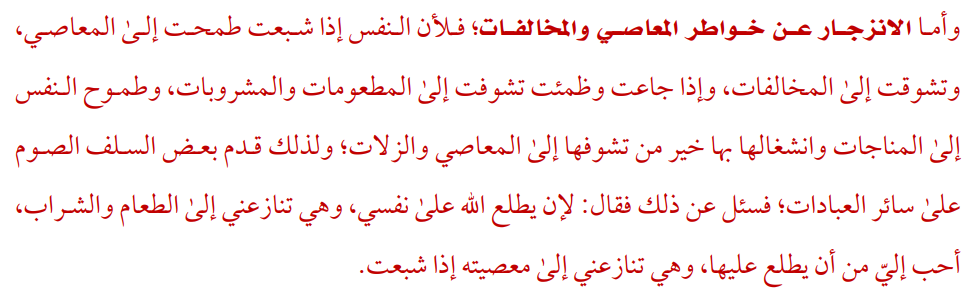 وأما الانزجار عن خواطر المعاصي والمخالفات؛ فلأن النفس إذا شبعت طمحت إلىٰ المعاصي،
وتشوقت إلىٰ المخالفات، وإذا جاعت وظمئت تشوفت إلىٰ المطعومات والمشروبات، وطموح النفس
إلىٰ المناجات وانشغالها بها خير من تشوفها إلىٰ المعاصي والزلات؛ ولذلك قدم بعض السلف الصوم
علىٰ سائر العبادات؛ فسئل عن ذلك فقال: لإن يطلع الله علىٰ نفسي، وهي تنازعني إلىٰ الطعام والشراب،
أحب إليّ من أن يطلع عليها، وهي تنازعني إلىٰ معصيته إذا شبعت.